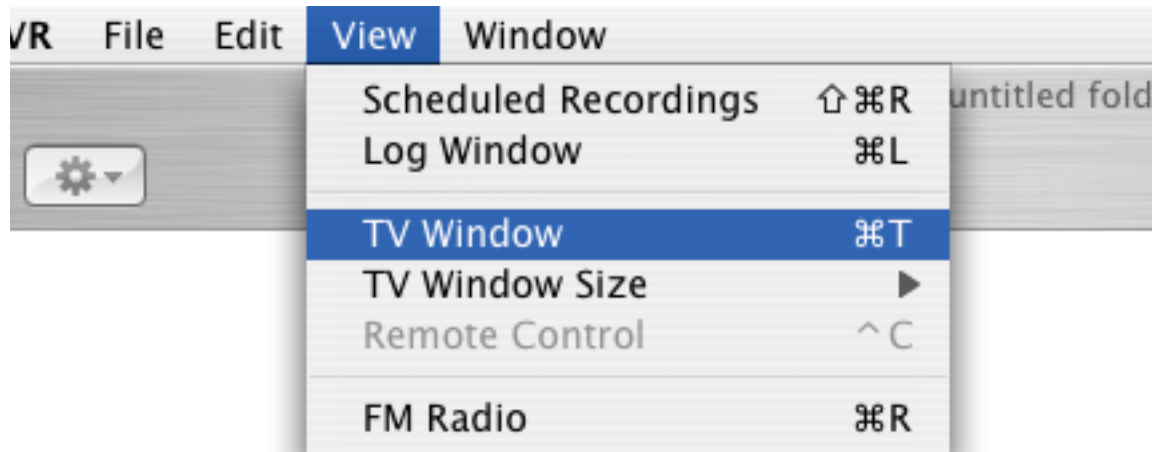 VR File Edit View Window
untitled fold
Scheduled Recordings ⇧⌘R
Log Window ⌘L
TV Window ⌘T
TV Window Size ▶
Remote Control ^C
FM Radio ⌘R